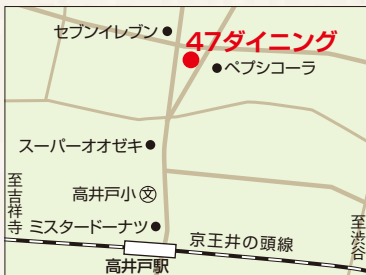 セブンイレブン
47ダイニング
ペプシコーラ
スーパーオオゼキ
至吉祥寺
高井戸小
文
ミスタードーナツ
京王井の頭線
至渋谷
高井戸駅